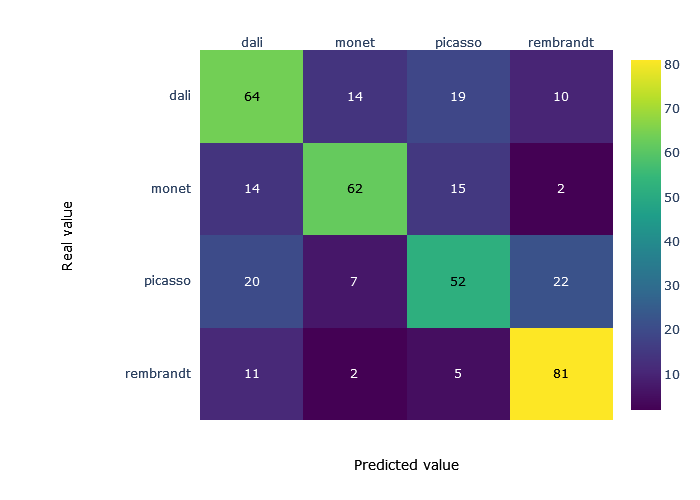 dali monet picasso rembrandt
dali 64 14 19 10
monet 14 62 15 2
picasso 20 7 52 22
rembrandt 11 2 5 81
Real value
Predicted value
80
70
60
50
40
30
20
10